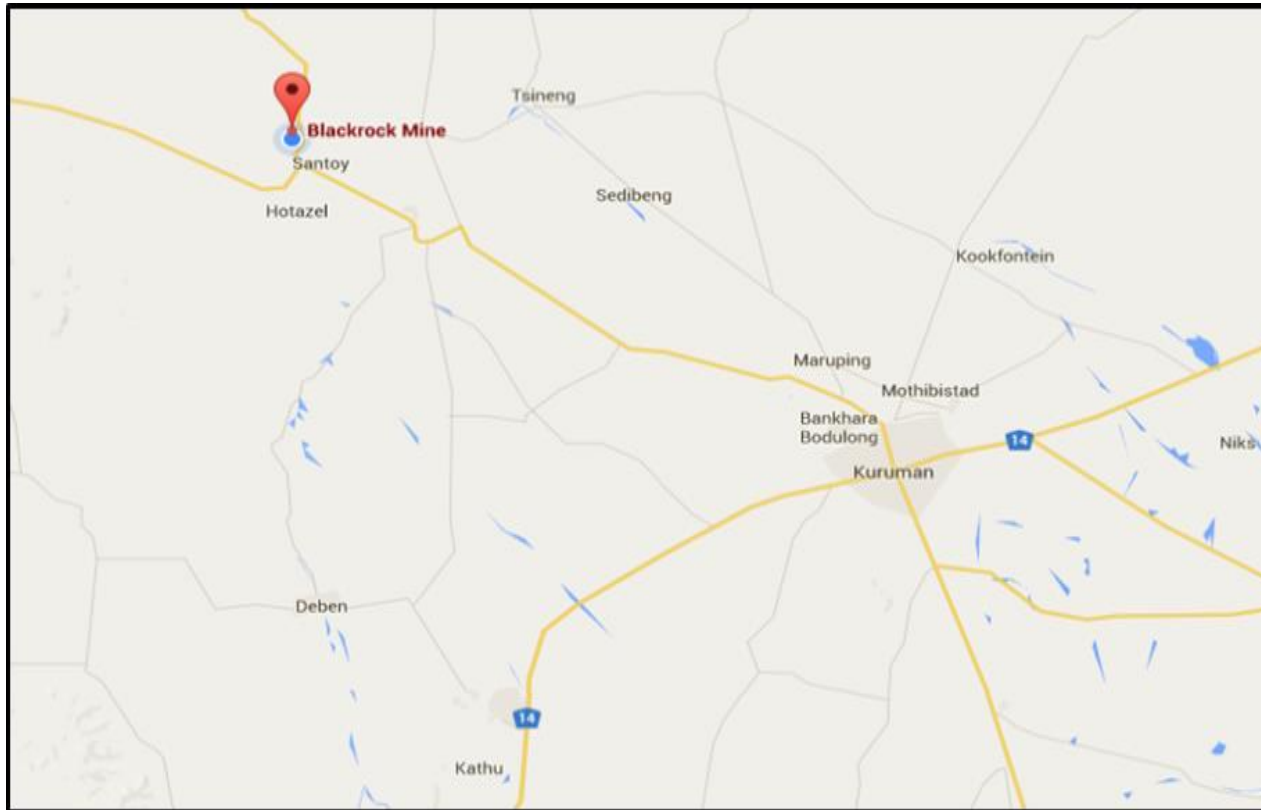 Tsineng
Blackrock Mine
Santoy
Sedibeng
Hotazel
Kookfontein
Maruping
Mothibistad
Bankhara
Bodulong
14
Niks
Kuruman
Deben
14
Kathu